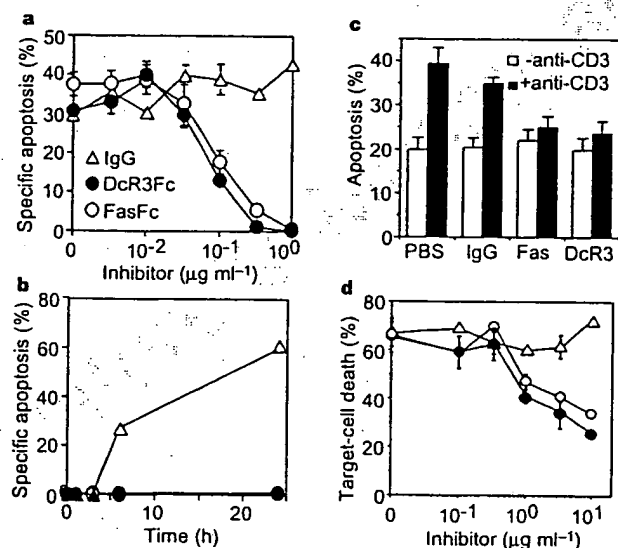 a
Specific apoptosis (%)
50
40
30
20
10
0
IgG
DcR3Fc
FasFc
0 10-2 10-1 100
Inhibitor (µg ml–1)
b
Specific apoptosis (%)
80
60
40
20
0
0 10 20
Time (h)
c
Apoptosis (%)
40
30
20
10
0
-anti-CD3
+anti-CD3
PBS IgG Fas DcR3
d
Target-cell death (%)
80
60
40
20
0
0 10-1 100 101
Inhibitor (µg ml–1)